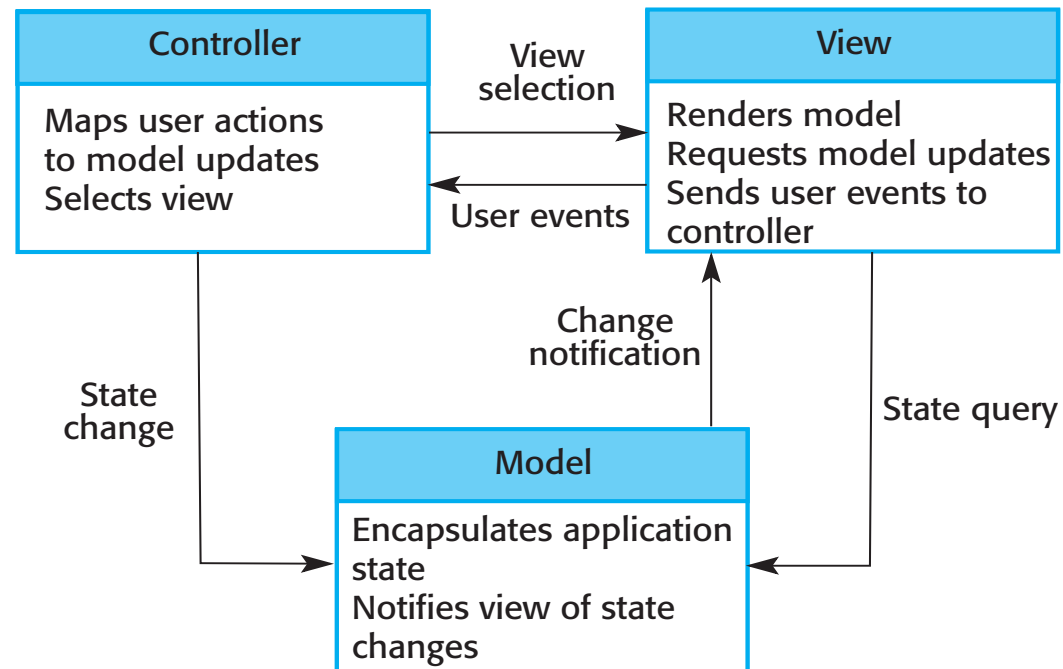 Controller
Maps user actions
to model updates
Selects view
View
selection
User events
View
Renders model
Requests model updates
Sends user events to
controller
State
change
Change
notification
State query
Model
Encapsulates application
state
Notifies view of state
changes